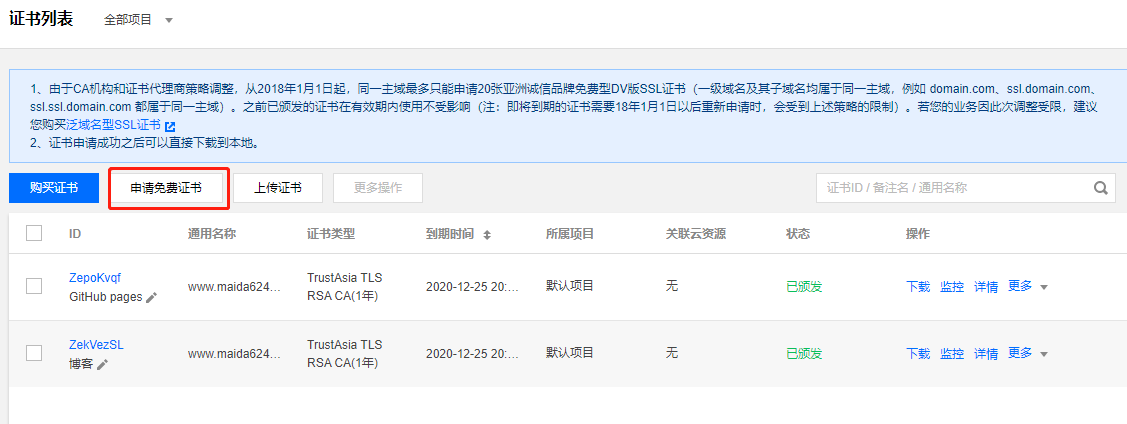 证书列表 全部项目
1、由于CA机构和证书代理商策略调整，从2018年1月1日起，同一主域最多只能申请20张亚洲诚信品牌免费型DV版SSL证书（一级域名及其子域名均属于同一主域，例如 domain.com、ssl.domain.com、
ssl.ssl.domain.com 都属于同一主域）。之前已颁发的证书在有效期内使用不受影响（注：即将到期的证书需要18年1月1日以后重新申请时，会受到上述策略的限制）。若您的业务因此次调整受限，建议
您购买泛域名型SSL证书
2、证书申请成功之后可以直接下载到本地。
购买证书 申请免费证书 上传证书 更多操作 证书ID / 备注名 / 通用名称
ID 通用名称 证书类型 到期时间 所属项目 关联云资源 状态 操作
ZepoKvqf
GitHub pages
www.maida624...
TrustAsia TLS
RSA CA(1年)
2020-12-25 20:...
默认项目
无
已颁发
下载 监控 详情 更多
ZekVezSL
博客
www.maida624...
TrustAsia TLS
RSA CA(1年)
2020-12-25 20:...
默认项目
无
已颁发
下载 监控 详情 更多